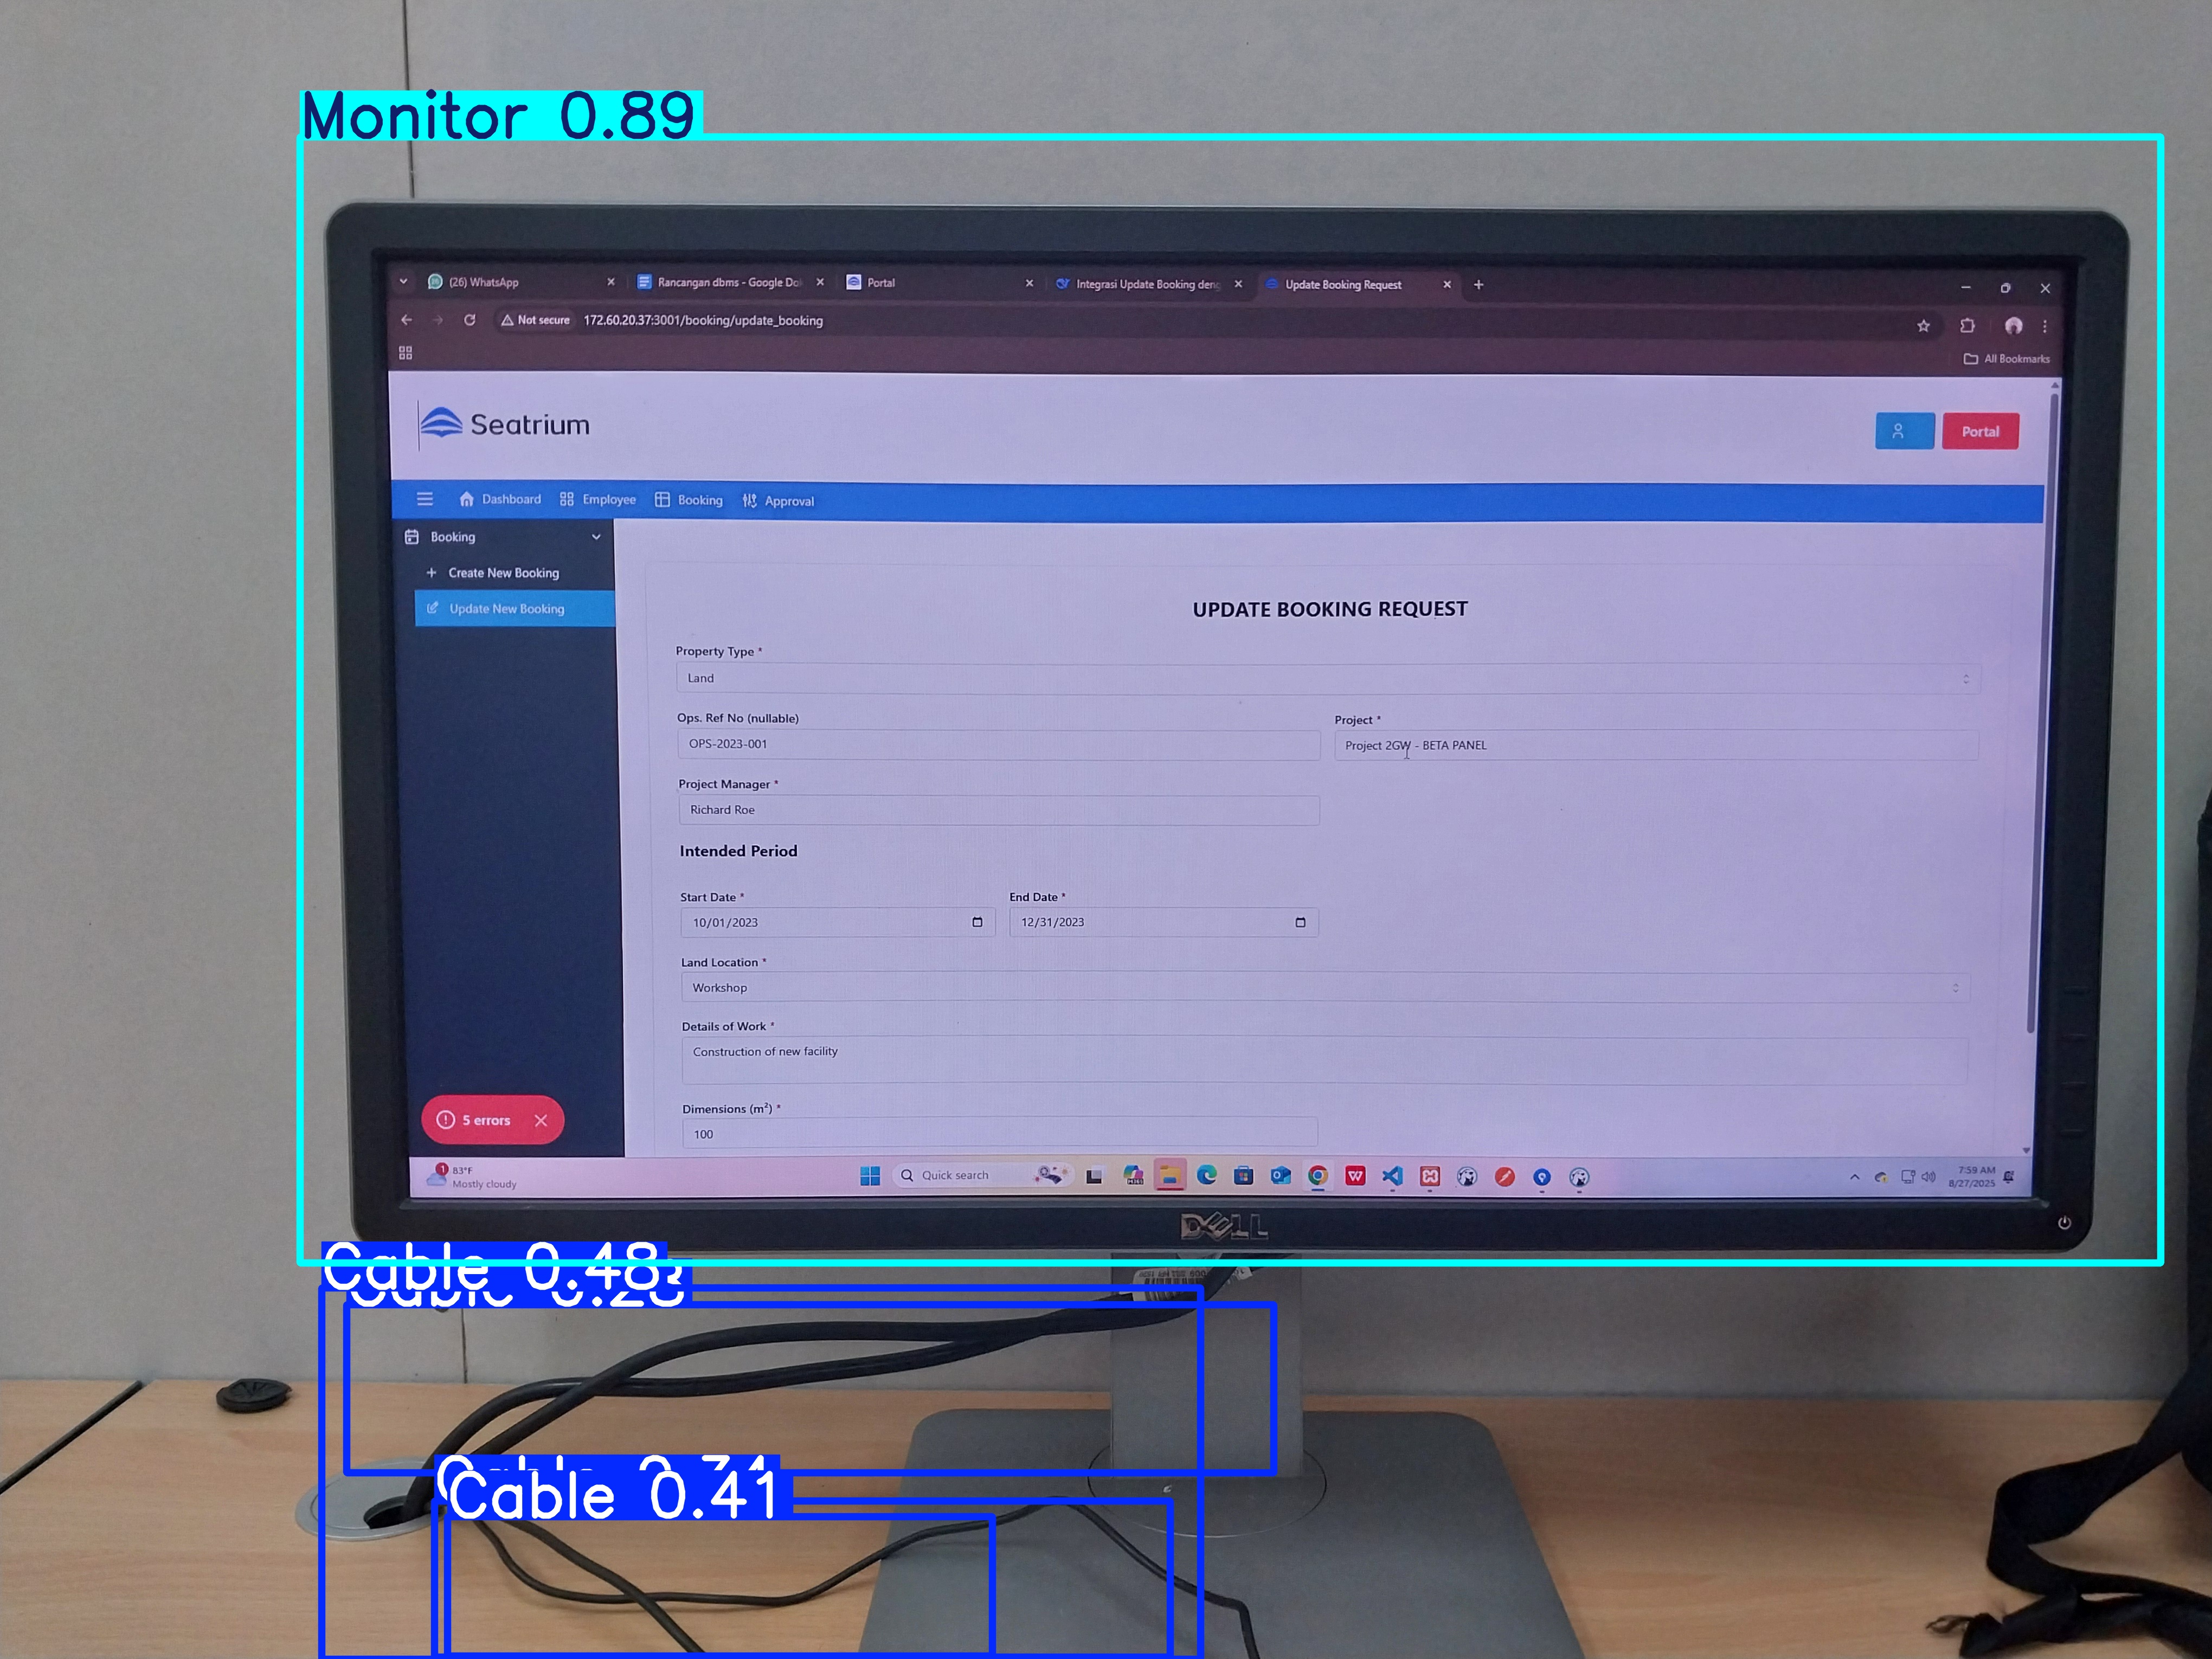 Monitor 0.89
(26) WhatsApp
Rancangan dbms - Google Do
Portal
Integrasi Update Booking deng
Update Booking Request
Not secure
172.60.20.37:3001/booking/update_booking
All Bookmarks
Seatrium
Portal
Dashboard
Employee
Booking
Approval
Booking
Create New Booking
Update New Booking
UPDATE BOOKING REQUEST
Property Type *
Land
Ops. Ref No (nullable)
Project *
OPS-2023-001
Project 2GW - BETA PANEL
Project Manager *
Richard Roe
Intended Period
Start Date *
End Date *
10/01/2023
12/31/2023
Land Location *
Workshop
Details of Work *
Construction of new facility
Dimensions (m²) *
100
5 errors
1
83°F
Mostly cloudy
Quick search
7:59 AM
8/27/2025
DELL
Cable 0.48
Cable 0.41